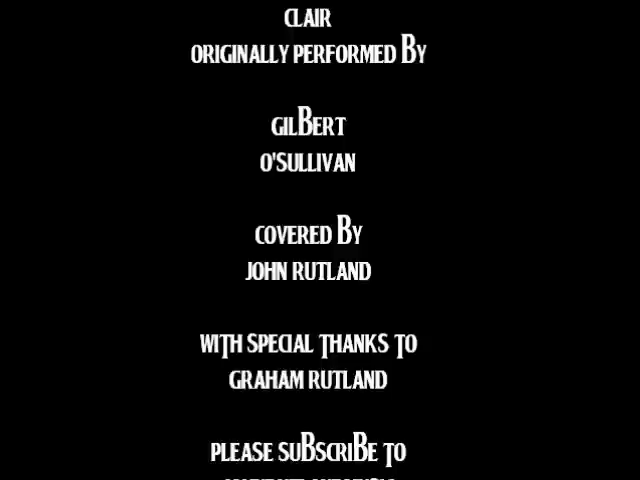 CLAIR
ORIGINALLY PERFORMED BY
GILBERT
O'SULLIVAN
COVERED BY
JOHN RUTLAND
WITH SPECIAL THANKS TO
GRAHAM RUTLAND
PLEASE SUBSCRIBE TO